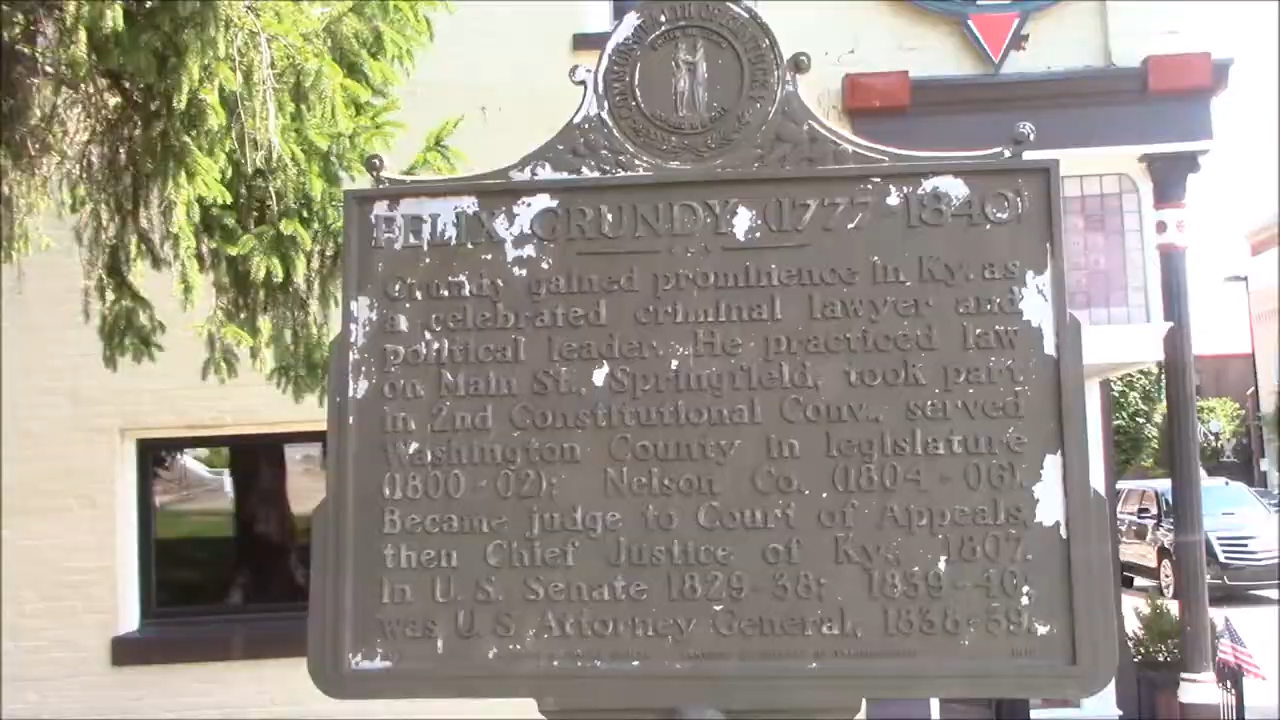 COMMONWEALTH OF KENTUCKY
FELIX GRUNDY (1777-1840)
Grundy gained prominence in Ky. as
a celebrated criminal lawyer and
political leader. He practiced law
on Main St., Springfield, took part
in 2nd Constitutional Conv., served
Washington County in legislature
(1800-02); Nelson Co. (1804-06).
Became judge to Court of Appeals,
then Chief Justice of Ky., 1807.
In U.S. Senate 1829-38; 1839-40;
was U.S. Attorney General, 1838-39.